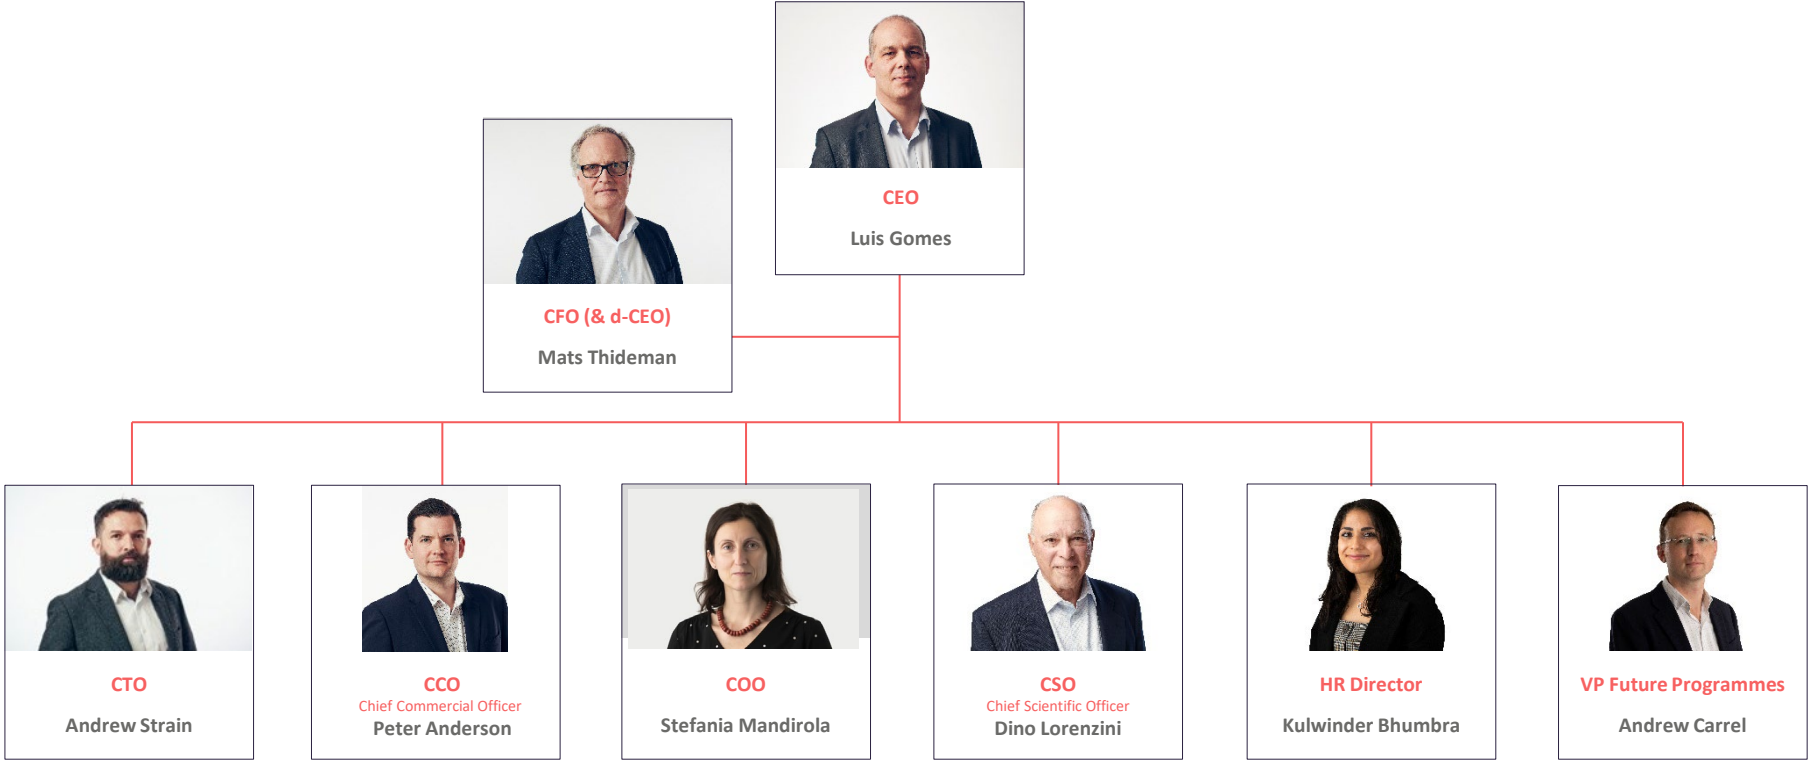 CEO
Luis Gomes
CFO (& d-CEO)
Mats Thideman
CTO
Andrew Strain
CCO
Chief Commercial Officer
Peter Anderson
COO
Stefania Mandirola
CSO
Chief Scientific Officer
Dino Lorenzini
HR Director
Kulwinder Bhumbra
VP Future Programmes
Andrew Carrel